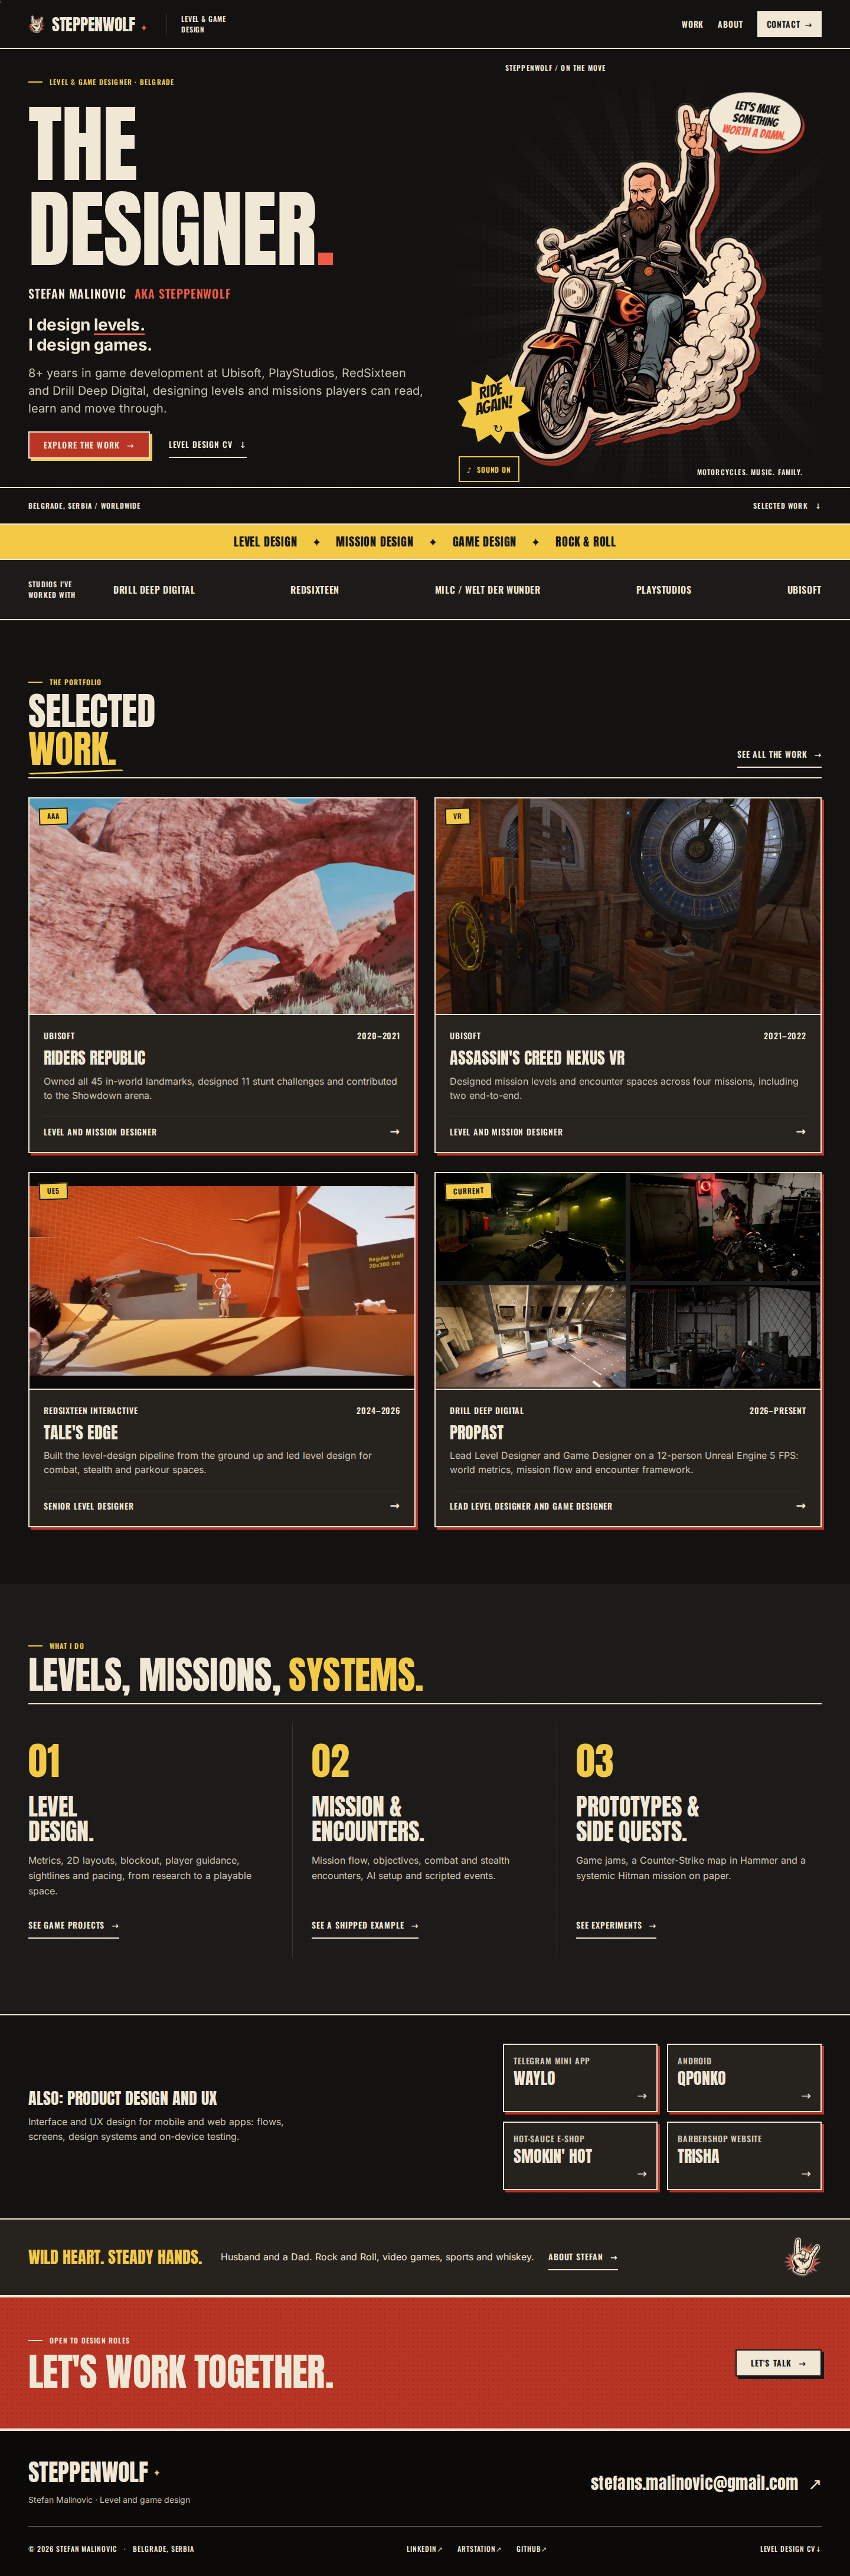 STEPPENWOLF ✦
LEVEL & GAME
DESIGN
WORK
ABOUT
CONTACT →
LEVEL & GAME DESIGNER · BELGRADE
THE
DESIGNER.
STEFAN MALINOVIC AKA STEPPENWOLF
I design levels.
I design games.
8+ years in game development at Ubisoft, PlayStudios, RedSixteen
and Drill Deep Digital, designing levels and missions players can read,
learn and move through.
EXPLORE THE WORK →
LEVEL DESIGN CV ↓
STEPPENWOLF / ON THE MOVE
LET'S MAKE
SOMETHING
WORTH A DAMN.
RIDE
AGAIN!
↻
♪ SOUND ON
MOTORCYCLES. MUSIC. FAMILY.
BELGRADE, SERBIA / WORLDWIDE
SELECTED WORK ↓
LEVEL DESIGN ✦ MISSION DESIGN ✦ GAME DESIGN ✦ ROCK & ROLL
STUDIOS I'VE
WORKED WITH
DRILL DEEP DIGITAL
REDSIXTEEN
MILC / WELT DER WUNDER
PLAYSTUDIOS
UBISOFT
THE PORTFOLIO
SELECTED
WORK.
SEE ALL THE WORK →
AAA
UBISOFT
2020–2021
RIDERS REPUBLIC
Owned all 45 in-world landmarks, designed 11 stunt challenges and contributed
to the Showdown arena.
LEVEL AND MISSION DESIGNER →
VR
UBISOFT
2021–2022
ASSASSIN'S CREED NEXUS VR
Designed mission levels and encounter spaces across four missions, including
two end-to-end.
LEVEL AND MISSION DESIGNER →
UE5
Regular Wall
20x300 cm
REDSIXTEEN INTERACTIVE
2024–2026
TALE'S EDGE
Built the level-design pipeline from the ground up and led level design for
combat, stealth and parkour spaces.
SENIOR LEVEL DESIGNER →
CURRENT
DRILL DEEP DIGITAL
2026–PRESENT
PROPAST
Lead Level Designer and Game Designer on a 12-person Unreal Engine 5 FPS:
world metrics, mission flow and encounter framework.
LEAD LEVEL DESIGNER AND GAME DESIGNER →
WHAT I DO
LEVELS, MISSIONS, SYSTEMS.
01
LEVEL
DESIGN.
Metrics, 2D layouts, blockout, player guidance,
sightlines and pacing, from research to a playable
space.
SEE GAME PROJECTS →
02
MISSION &
ENCOUNTERS.
Mission flow, objectives, combat and stealth
encounters, AI setup and scripted events.
SEE A SHIPPED EXAMPLE →
03
PROTOTYPES &
SIDE QUESTS.
Game jams, a Counter-Strike map in Hammer and a
systemic Hitman mission on paper.
SEE EXPERIMENTS →
ALSO: PRODUCT DESIGN AND UX
Interface and UX design for mobile and web apps: flows,
screens, design systems and on-device testing.
TELEGRAM MINI APP
WAYLO
→
ANDROID
QPONKO
→
HOT-SAUCE E-SHOP
SMOKIN' HOT
→
BARBERSHOP WEBSITE
TRISHA
→
WILD HEART. STEADY HANDS.
Husband and a Dad. Rock and Roll, video games, sports and whiskey.
ABOUT STEFAN →
OPEN TO DESIGN ROLES
LET'S WORK TOGETHER.
LET'S TALK →
STEPPENWOLF ✦
Stefan Malinovic · Level and game design
stefans.malinovic@gmail.com ↗
© 2026 STEFAN MALINOVIC · BELGRADE, SERBIA
LINKEDIN↗
ARTSTATION↗
GITHUB↗
LEVEL DESIGN CV↓